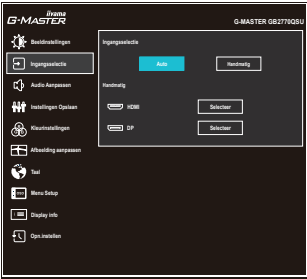 iiyama
G-MASTER
G-MASTER GB2770QSU
Beeldinstellingen
Ingangsselectie
Audio Aanpassen
Instellingen Opslaan
Kleurinstellingen
Afbeelding aanpassen
Taal
OSD Menu Setup
Display info
Opn.instellen
Ingangsselectie
Auto Handmatig
Handmatig
HDMI Selecteer
DP Selecteer